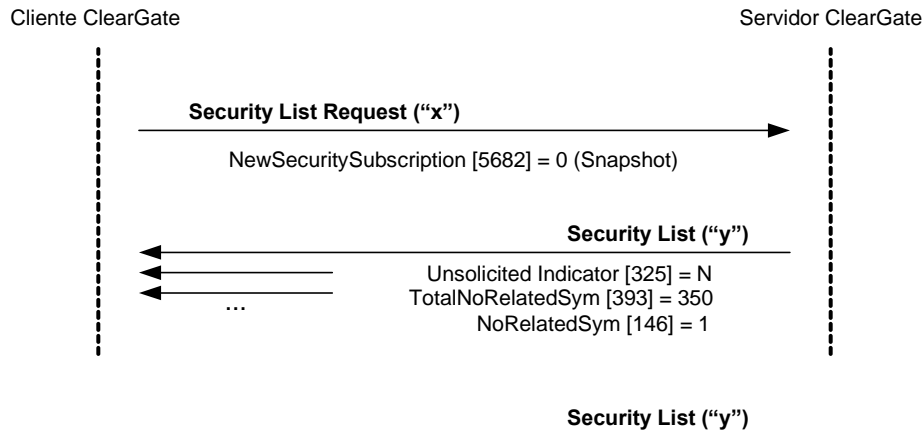 Cliente ClearGate
Servidor ClearGate
Security List Request (“x”)
NewSecuritySubscription [5682] = 0 (Snapshot)
Security List (“y”)
Unsolicited Indicator [325] = N
TotalNoRelatedSym [393] = 350
...
NoRelatedSym [146] = 1
Security List (“y”)